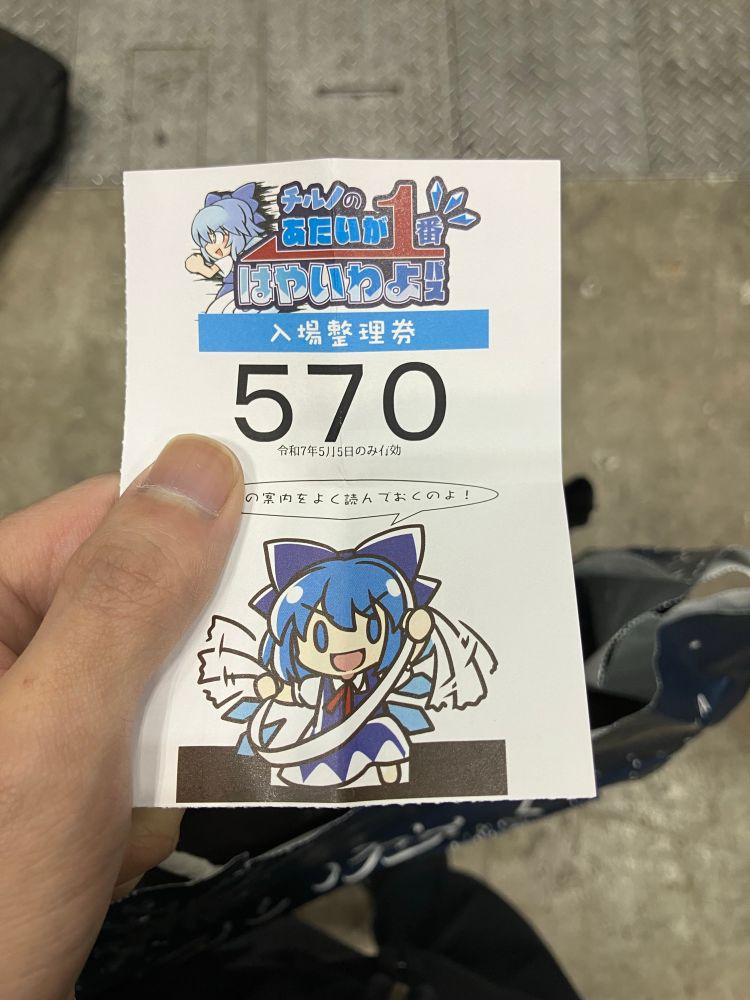 チルノの
あたいが1番
はやいわよパス
入場整理券
570
令和7年5月5日のみ有効
の案内をよく読んでおくのよ！